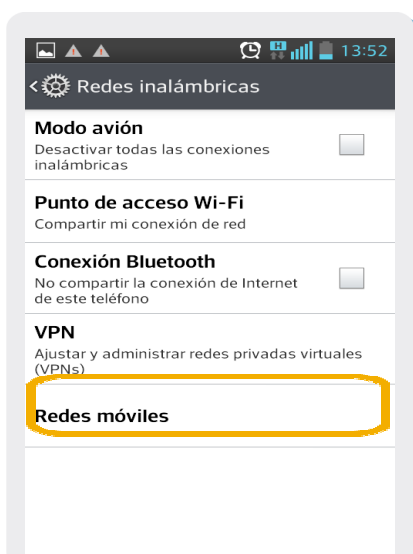 H 13:52
Redes inalámbricas
Modo avión
Desactivar todas las conexiones
inalámbricas
Punto de acceso Wi-Fi
Compartir mi conexión de red
Conexión Bluetooth
No compartir la conexión de Internet
de este teléfono
VPN
Ajustar y administrar redes privadas virtuales
(VPNs)
Redes móviles